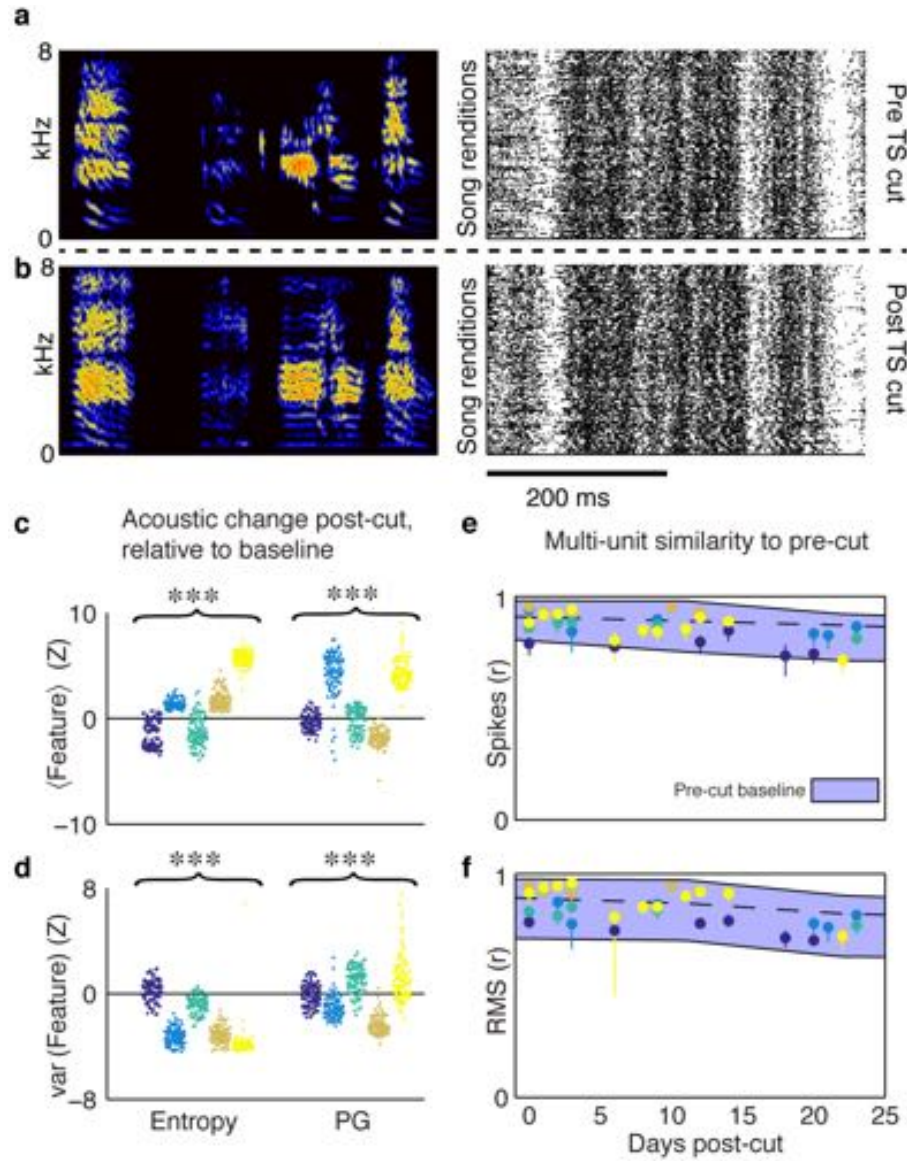 a
8
kHz
0
Song renditions
Pre TS cut
b
8
kHz
0
Song renditions
Post TS cut
200 ms
c
Acoustic change post-cut,
relative to baseline
***
***
10
0
−10
⟨Feature⟩ (Z)
d
***
***
8
0
−8
var (Feature) (Z)
Entropy
PG
e
Multi-unit similarity to pre-cut
1
0
Spikes (r)
Pre-cut baseline
f
1
0
RMS (r)
0
5
10
15
20
25
Days post-cut